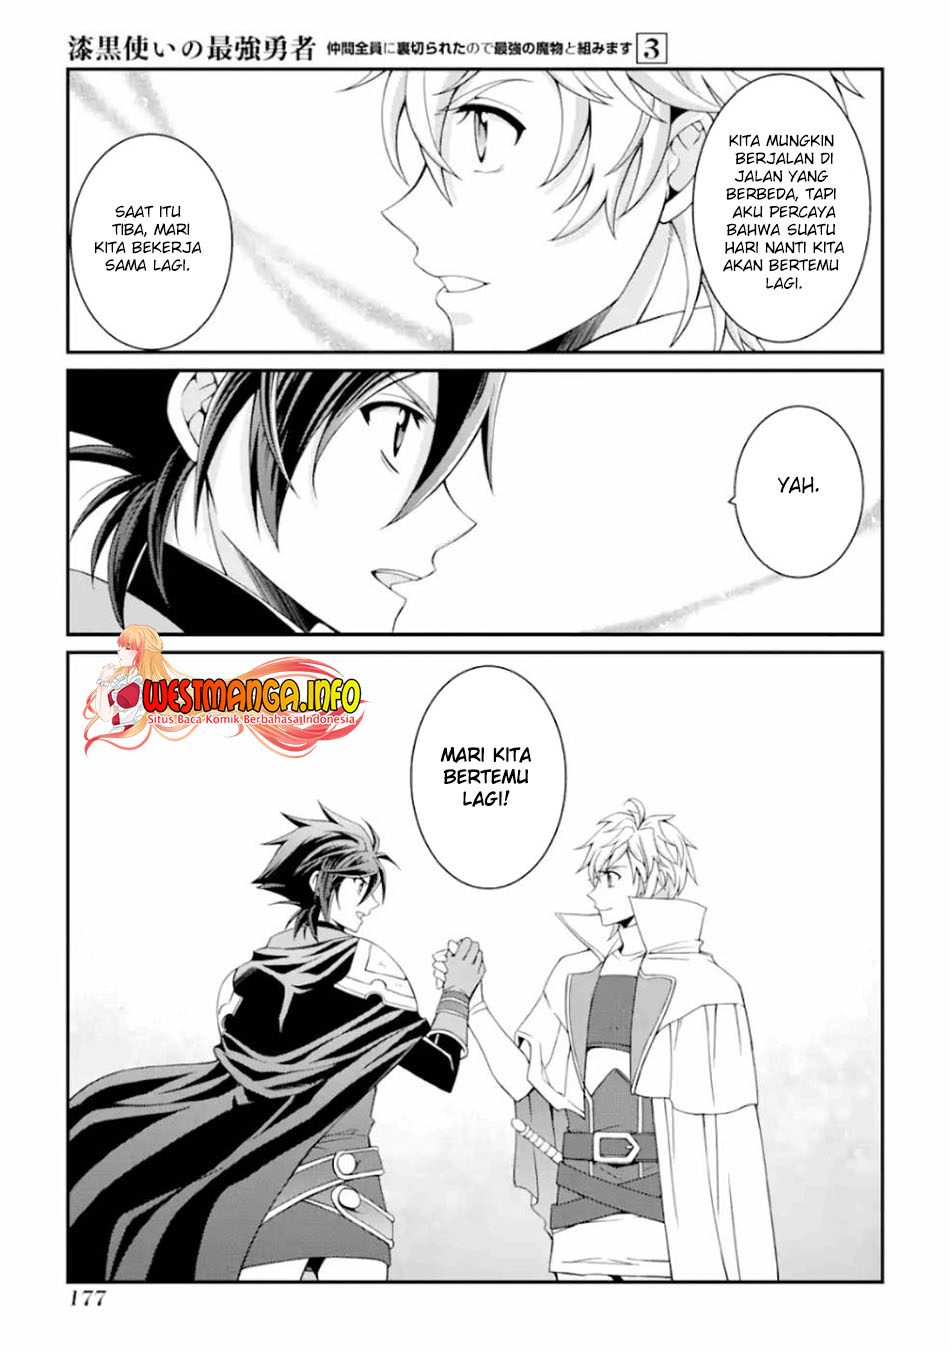 漆黒使いの最強勇者 仲間全員に裏切られたので最強の魔物と組みます 3
KITA MUNGKIN
BERJALAN DI
JALAN YANG
BERBEDA, TAPI
AKU PERCAYA
BAHWA SUATU
HARI NANTI KITA
AKAN BERTEMU
LAGI.
SAAT ITU
TIBA, MARI
KITA BEKERJA
SAMA LAGI.
YAH.
WESTMANGA.INFO
Situs Baca Komik Berbahasa Indonesia
MARI KITA
BERTEMU
LAGI!
177